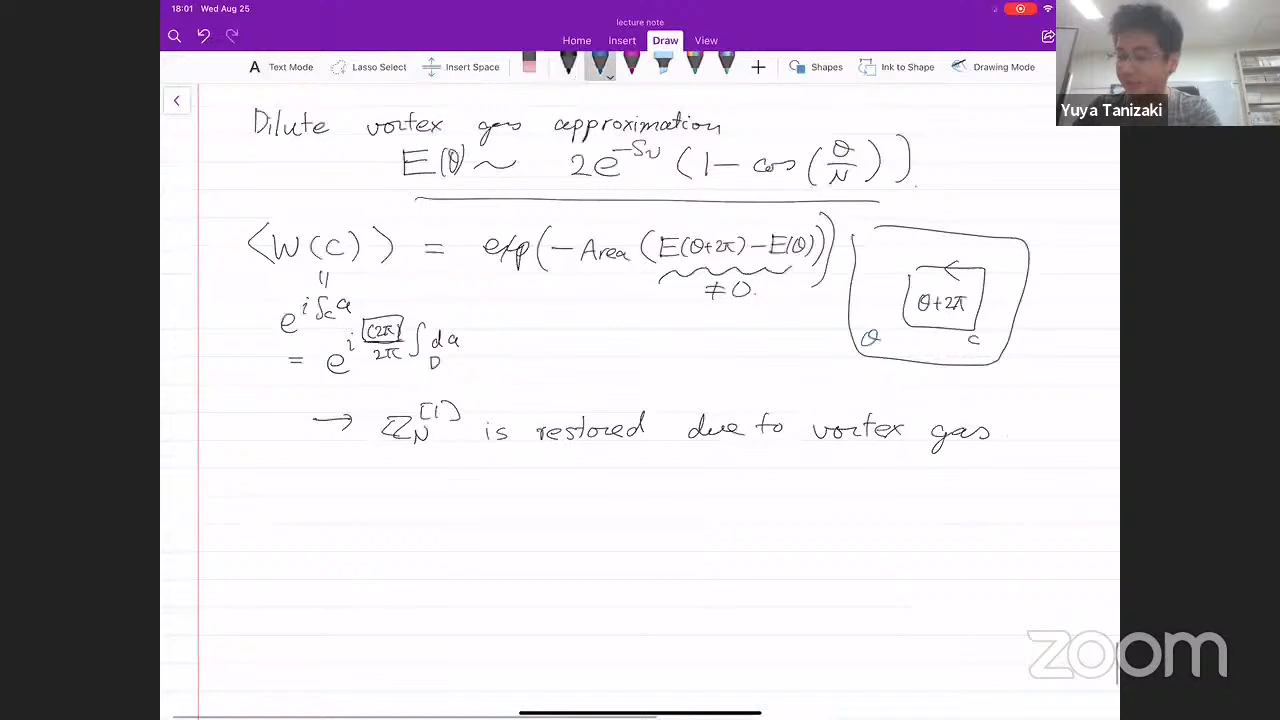 18:01 Wed Aug 25
lecture note
Home Insert Draw View
Text Mode Lasso Select Insert Space Shapes Ink to Shape Drawing Mode
Yuya Tanizaki
Dilute vortex gas approximation
E(θ) ~ 2e^{-S_v} (1 - cos(θ/N)).
⟨W(C)⟩ = exp(-Area (E(θ+2π) - E(θ)))
≠ 0.
=
e^{i∫_C a}
= e^{i (2π)/2π ∫_D da}
θ+2π
θ
C
→ Z_N^{[1]} is restored due to vortex gas.
zoom